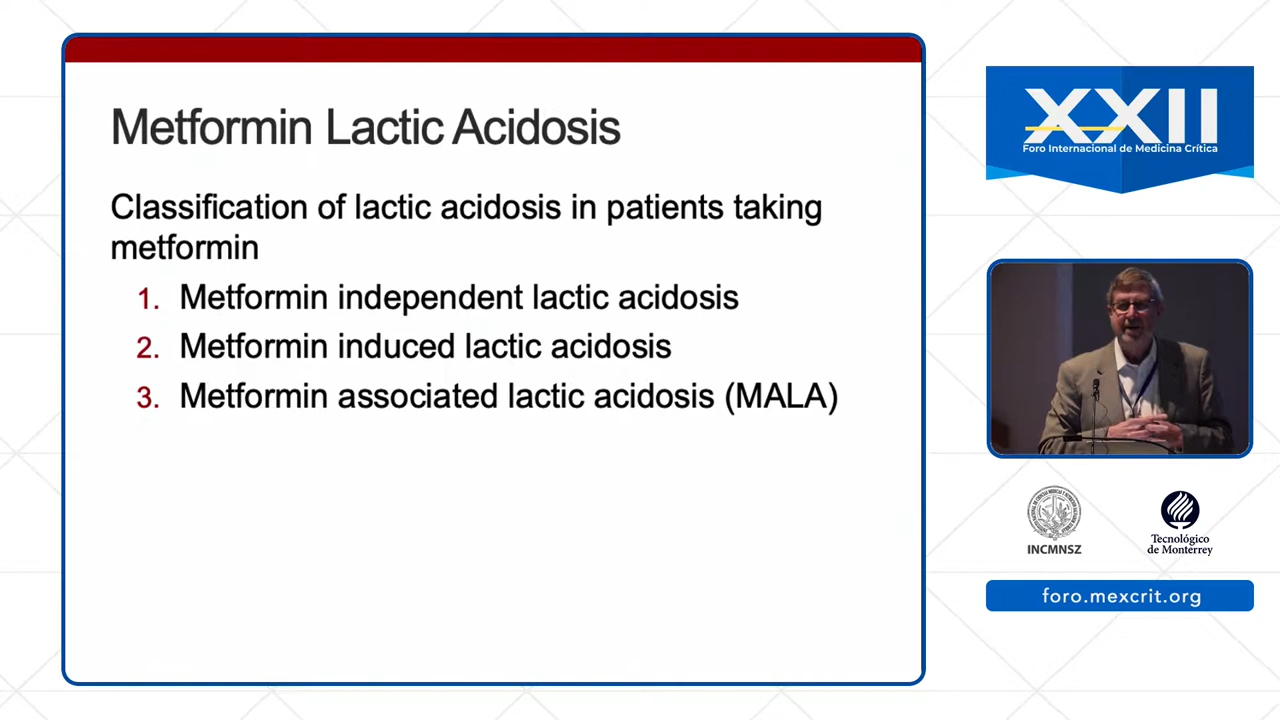 Metformin Lactic Acidosis
Classification of lactic acidosis in patients taking
metformin
1. Metformin independent lactic acidosis
2. Metformin induced lactic acidosis
3. Metformin associated lactic acidosis (MALA)
XXII
Foro Internacional de Medicina Crítica
INCMNSZ
Tecnológico
de Monterrey
foro.mexcrit.org